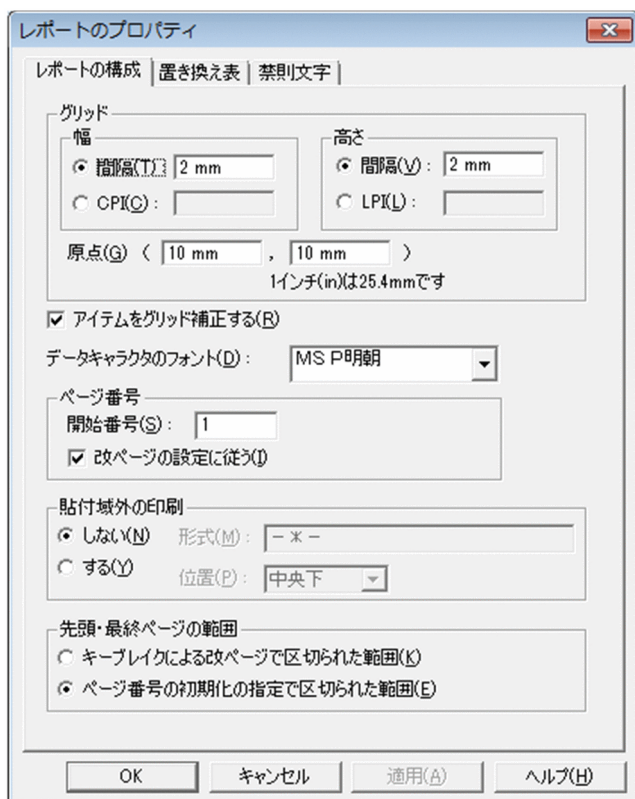 レポートのプロパティ
レポートの構成 置き換え表 禁則文字
グリッド
幅 高さ
間隔(T): 2 mm 間隔(V): 2 mm
CPI(C): LPI(L):
原点(G) ( 10 mm , 10 mm )
1インチ(in)は25.4mmです
アイテムをグリッド補正する(R)
データキャラクタのフォント(D): MS P明朝
ページ番号
開始番号(S): 1
改ページの設定に従う(I)
貼付域外の印刷
しない(N) 形式(M): - * -
する(Y) 位置(P): 中央下
先頭・最終ページの範囲
キーブレイクによる改ページで区切られた範囲(K)
ページ番号の初期化の指定で区切られた範囲(E)
OK キャンセル 適用(A) ヘルプ(H)